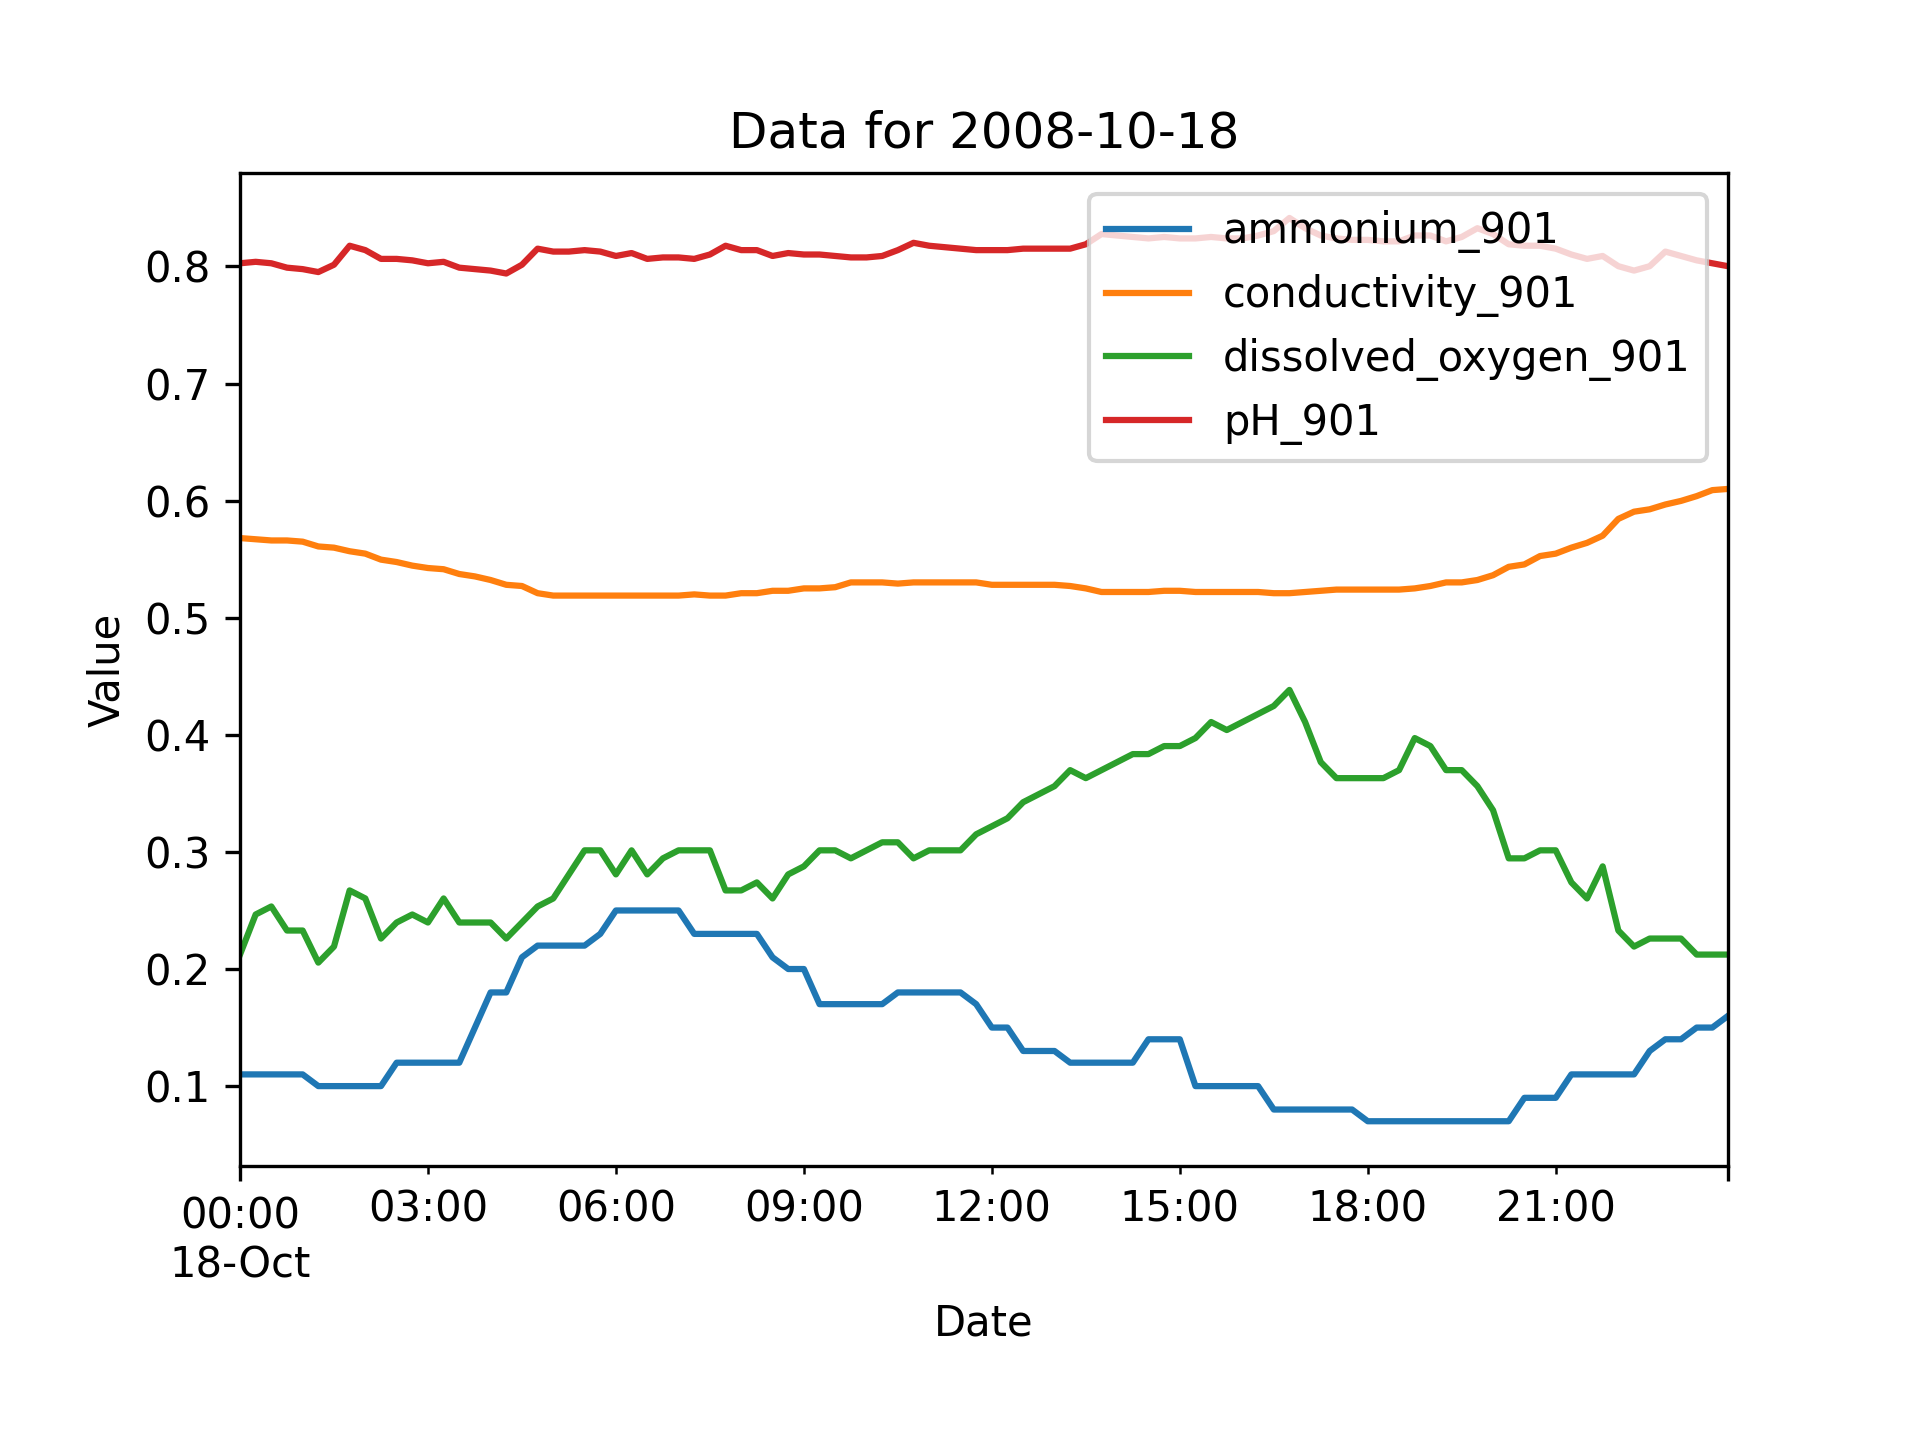 Data for 2008-10-18
ammonium_901
conductivity_901
dissolved_oxygen_901
pH_901
Value
0.8
0.7
0.6
0.5
0.4
0.3
0.2
0.1
00:00 03:00 06:00 09:00 12:00 15:00 18:00 21:00
18-Oct
Date